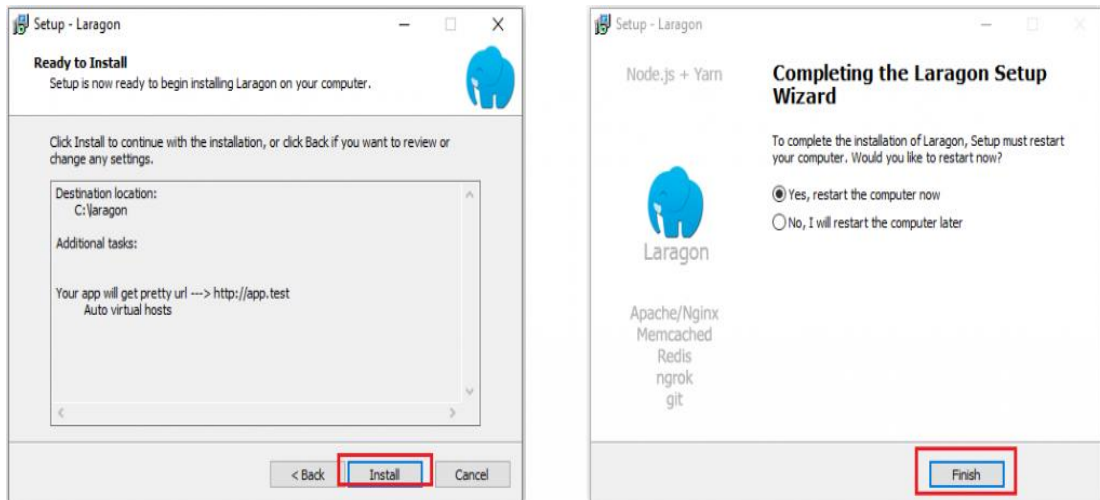 Setup - Laragon
Ready to Install
Setup is now ready to begin installing Laragon on your computer.
Click Install to continue with the installation, or click Back if you want to review or
change any settings.
Destination location:
C:\laragon
Additional tasks:
Your app will get pretty url ---> http://app.test
Auto virtual hosts
< Back
Install
Cancel
Setup - Laragon
Node.js + Yarn
Laragon
Apache/Nginx
Memcached
Redis
ngrok
git
Completing the Laragon Setup
Wizard
To complete the installation of Laragon, Setup must restart
your computer. Would you like to restart now?
Yes, restart the computer now
No, I will restart the computer later
Finish